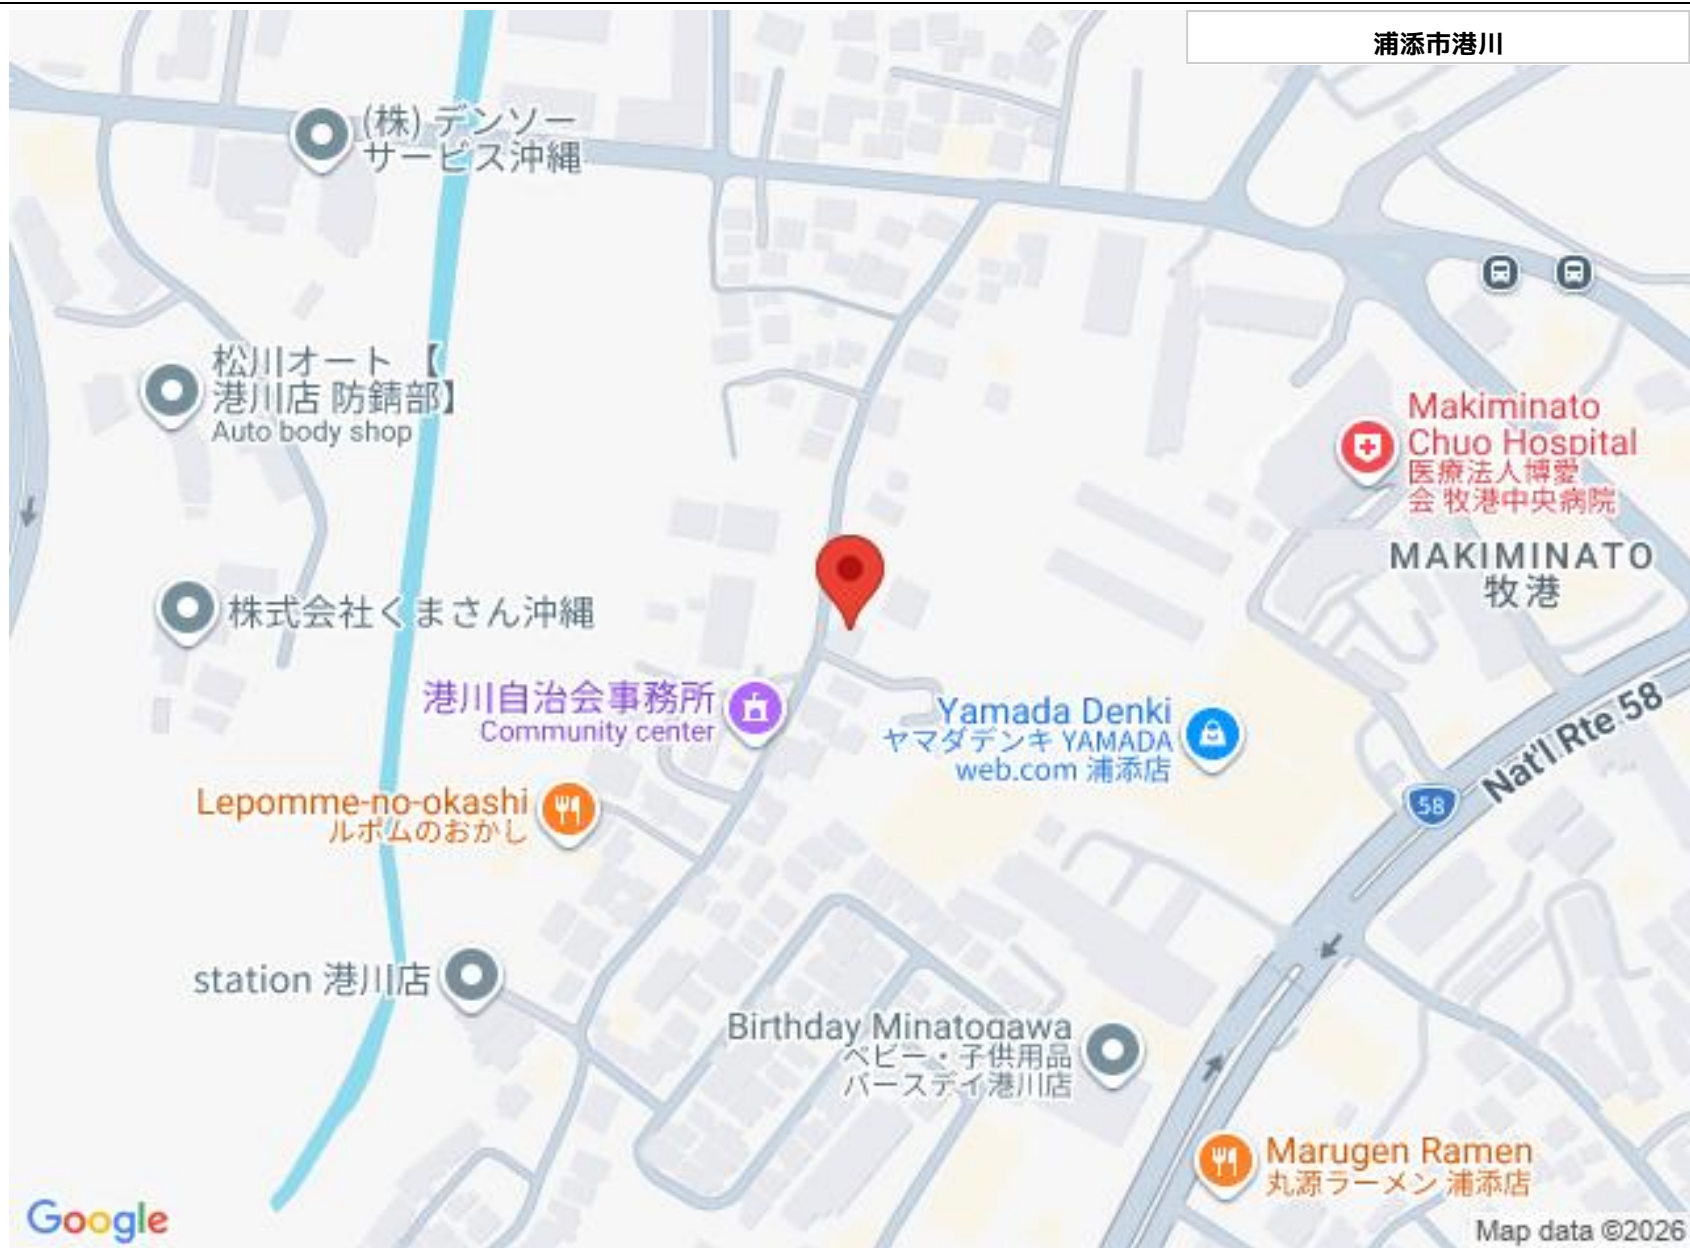 浦添市港川
(株) デンソー
サービス沖縄
松川オート【
港川店 防錆部】
Auto body shop
Makiminato
Chuo Hospital
医療法人博愛
会 牧港中央病院
MAKIMINATO
牧港
株式会社くまさん沖縄
港川自治会事務所
Community center
Yamada Denki
ヤマダデンキ YAMADA
web.com 浦添店
Nat'l Rte 58
58
Lepomme-no-okashi
ルポムのおかし
station 港川店
Birthday Minatogawa
ベビー・子供用品
バースデイ港川店
Marugen Ramen
丸源ラーメン 浦添店
Google
Map data ©2026